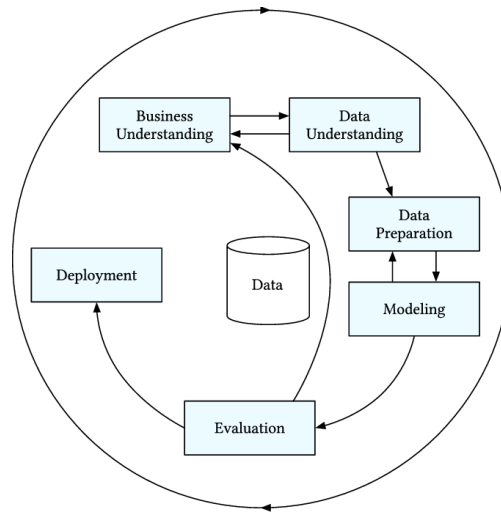 Business
Understanding
Data
Understanding
Data
Preparation
Deployment
Data
Modeling
Evaluation